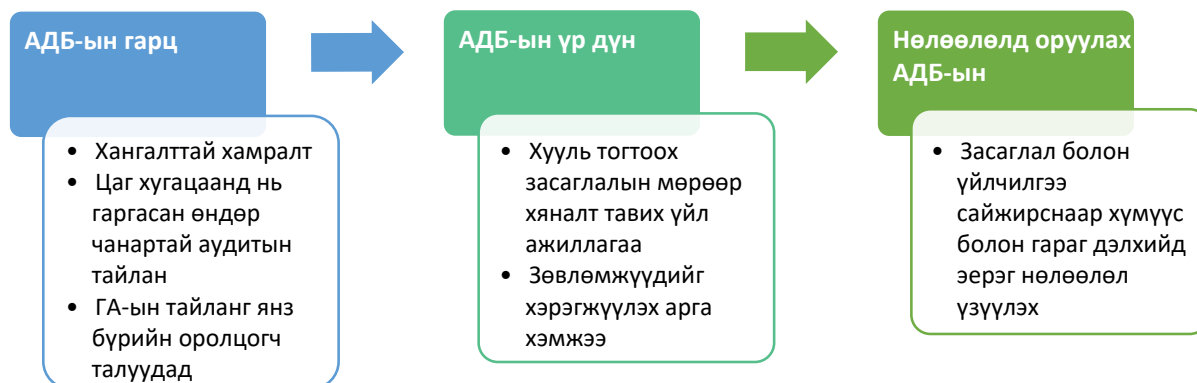 АДБ-ын гарц
• Хангалттай хамралт
• Цаг хугацаанд нь
гаргасан өндөр
чанартай аудитын
тайлан
• ГА-ын тайланг янз
бүрийн оролцогч
талуудад
АДБ-ын үр дүн
• Хууль тогтоох
засаглалын мөрөөр
хяналт тавих үйл
ажиллагаа
• Зөвлөмжүүдийг
хэрэгжүүлэх арга
хэмжээ
Нөлөөлөлд оруулах
АДБ-ын
• Засаглал болон
үйлчилгээ
сайжирснаар хүмүүс
болон гараг дэлхийд
эерэг нөлөөлөл
үзүүлэх